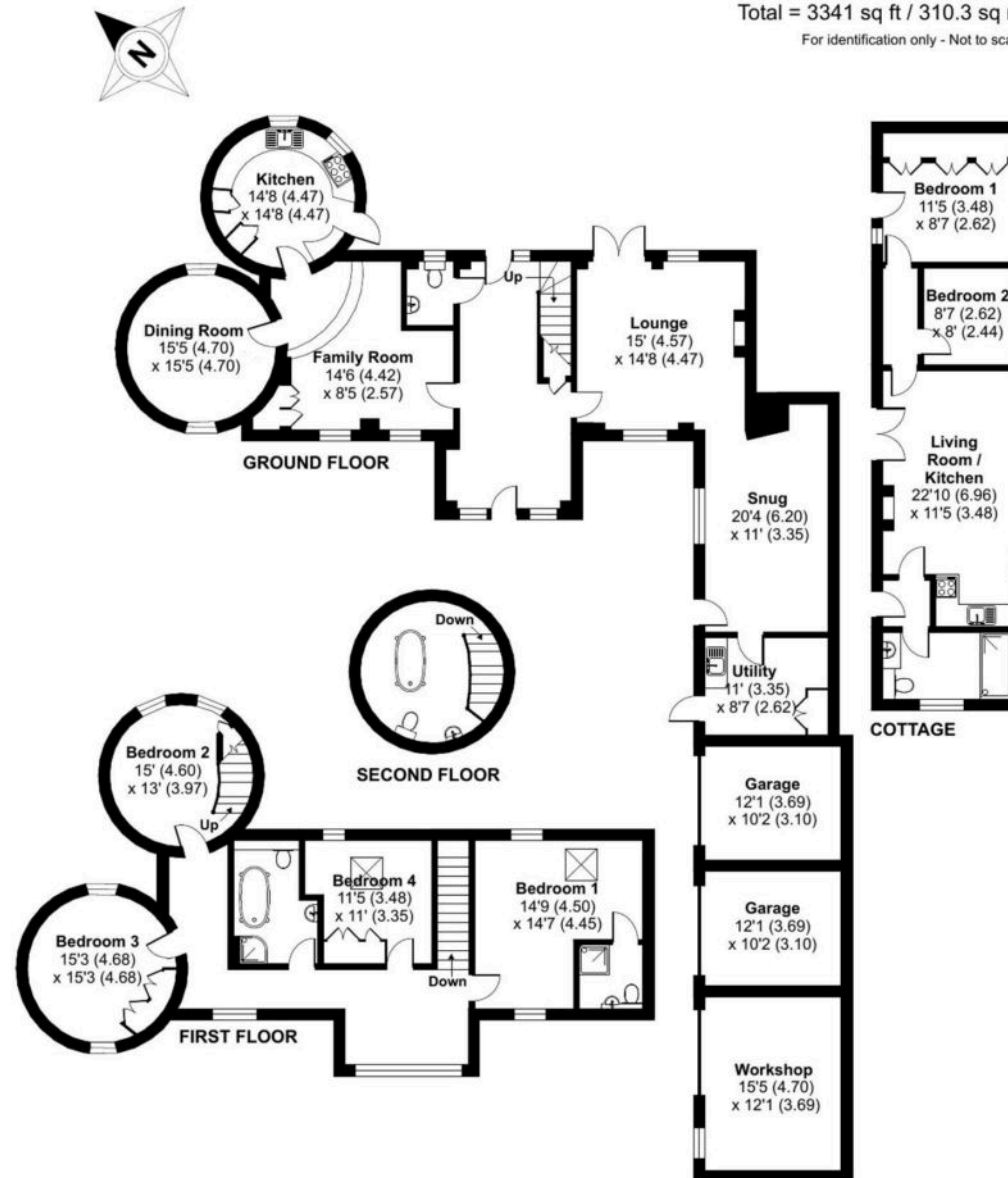 Total = 3341 sq ft / 310.3 sq
For identification only - Not to
N
Kitchen
14'8 (4.47)
x 14'8 (4.47)
Dining Room
15'5 (4.70)
x 15'5 (4.70)
Family Room
14'6 (4.42)
x 8'5 (2.57)
Up
Lounge
15' (4.57)
x 14'8 (4.47)
GROUND FLOOR
Snug
20'4 (6.20)
x 11' (3.35)
Utility
11' (3.35)
x 8'7 (2.62)
Garage
12'1 (3.69)
x 10'2 (3.10)
Garage
12'1 (3.69)
x 10'2 (3.10)
Workshop
15'5 (4.70)
x 12'1 (3.69)
Bedroom 1
11'5 (3.48)
x 8'7 (2.62)
Bedroom 2
8'7 (2.62)
x 8' (2.44)
Living
Room /
Kitchen
22'10 (6.96)
x 11'5 (3.48)
COTTAGE
Down
SECOND FLOOR
Bedroom 2
15' (4.60)
x 13' (3.97)
Up
Bedroom 3
15'3 (4.68)
x 15'3 (4.68)
Bedroom 4
11'5 (3.48)
x 11' (3.35)
Down
Bedroom 1
14'9 (4.50)
x 14'7 (4.45)
FIRST FLOOR